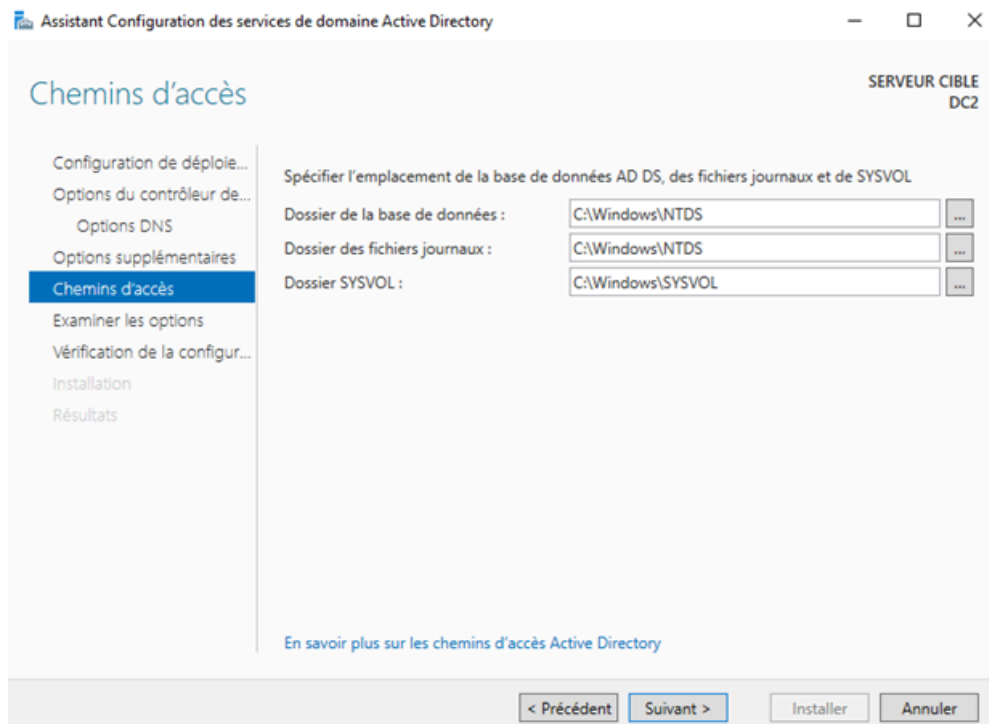 Assistant Configuration des services de domaine Active Directory
Chemins d'accès
SERVEUR CIBLE
DC2
Configuration de déploie...
Options du contrôleur de...
Options DNS
Options supplémentaires
Chemins d'accès
Examiner les options
Vérification de la configur...
Installation
Résultats
Spécifier l'emplacement de la base de données AD DS, des fichiers journaux et de SYSVOL
Dossier de la base de données : C:\Windows\NTDS ...
Dossier des fichiers journaux : C:\Windows\NTDS ...
Dossier SYSVOL : C:\Windows\SYSVOL ...
En savoir plus sur les chemins d'accès Active Directory
< Précédent Suivant > Installer Annuler